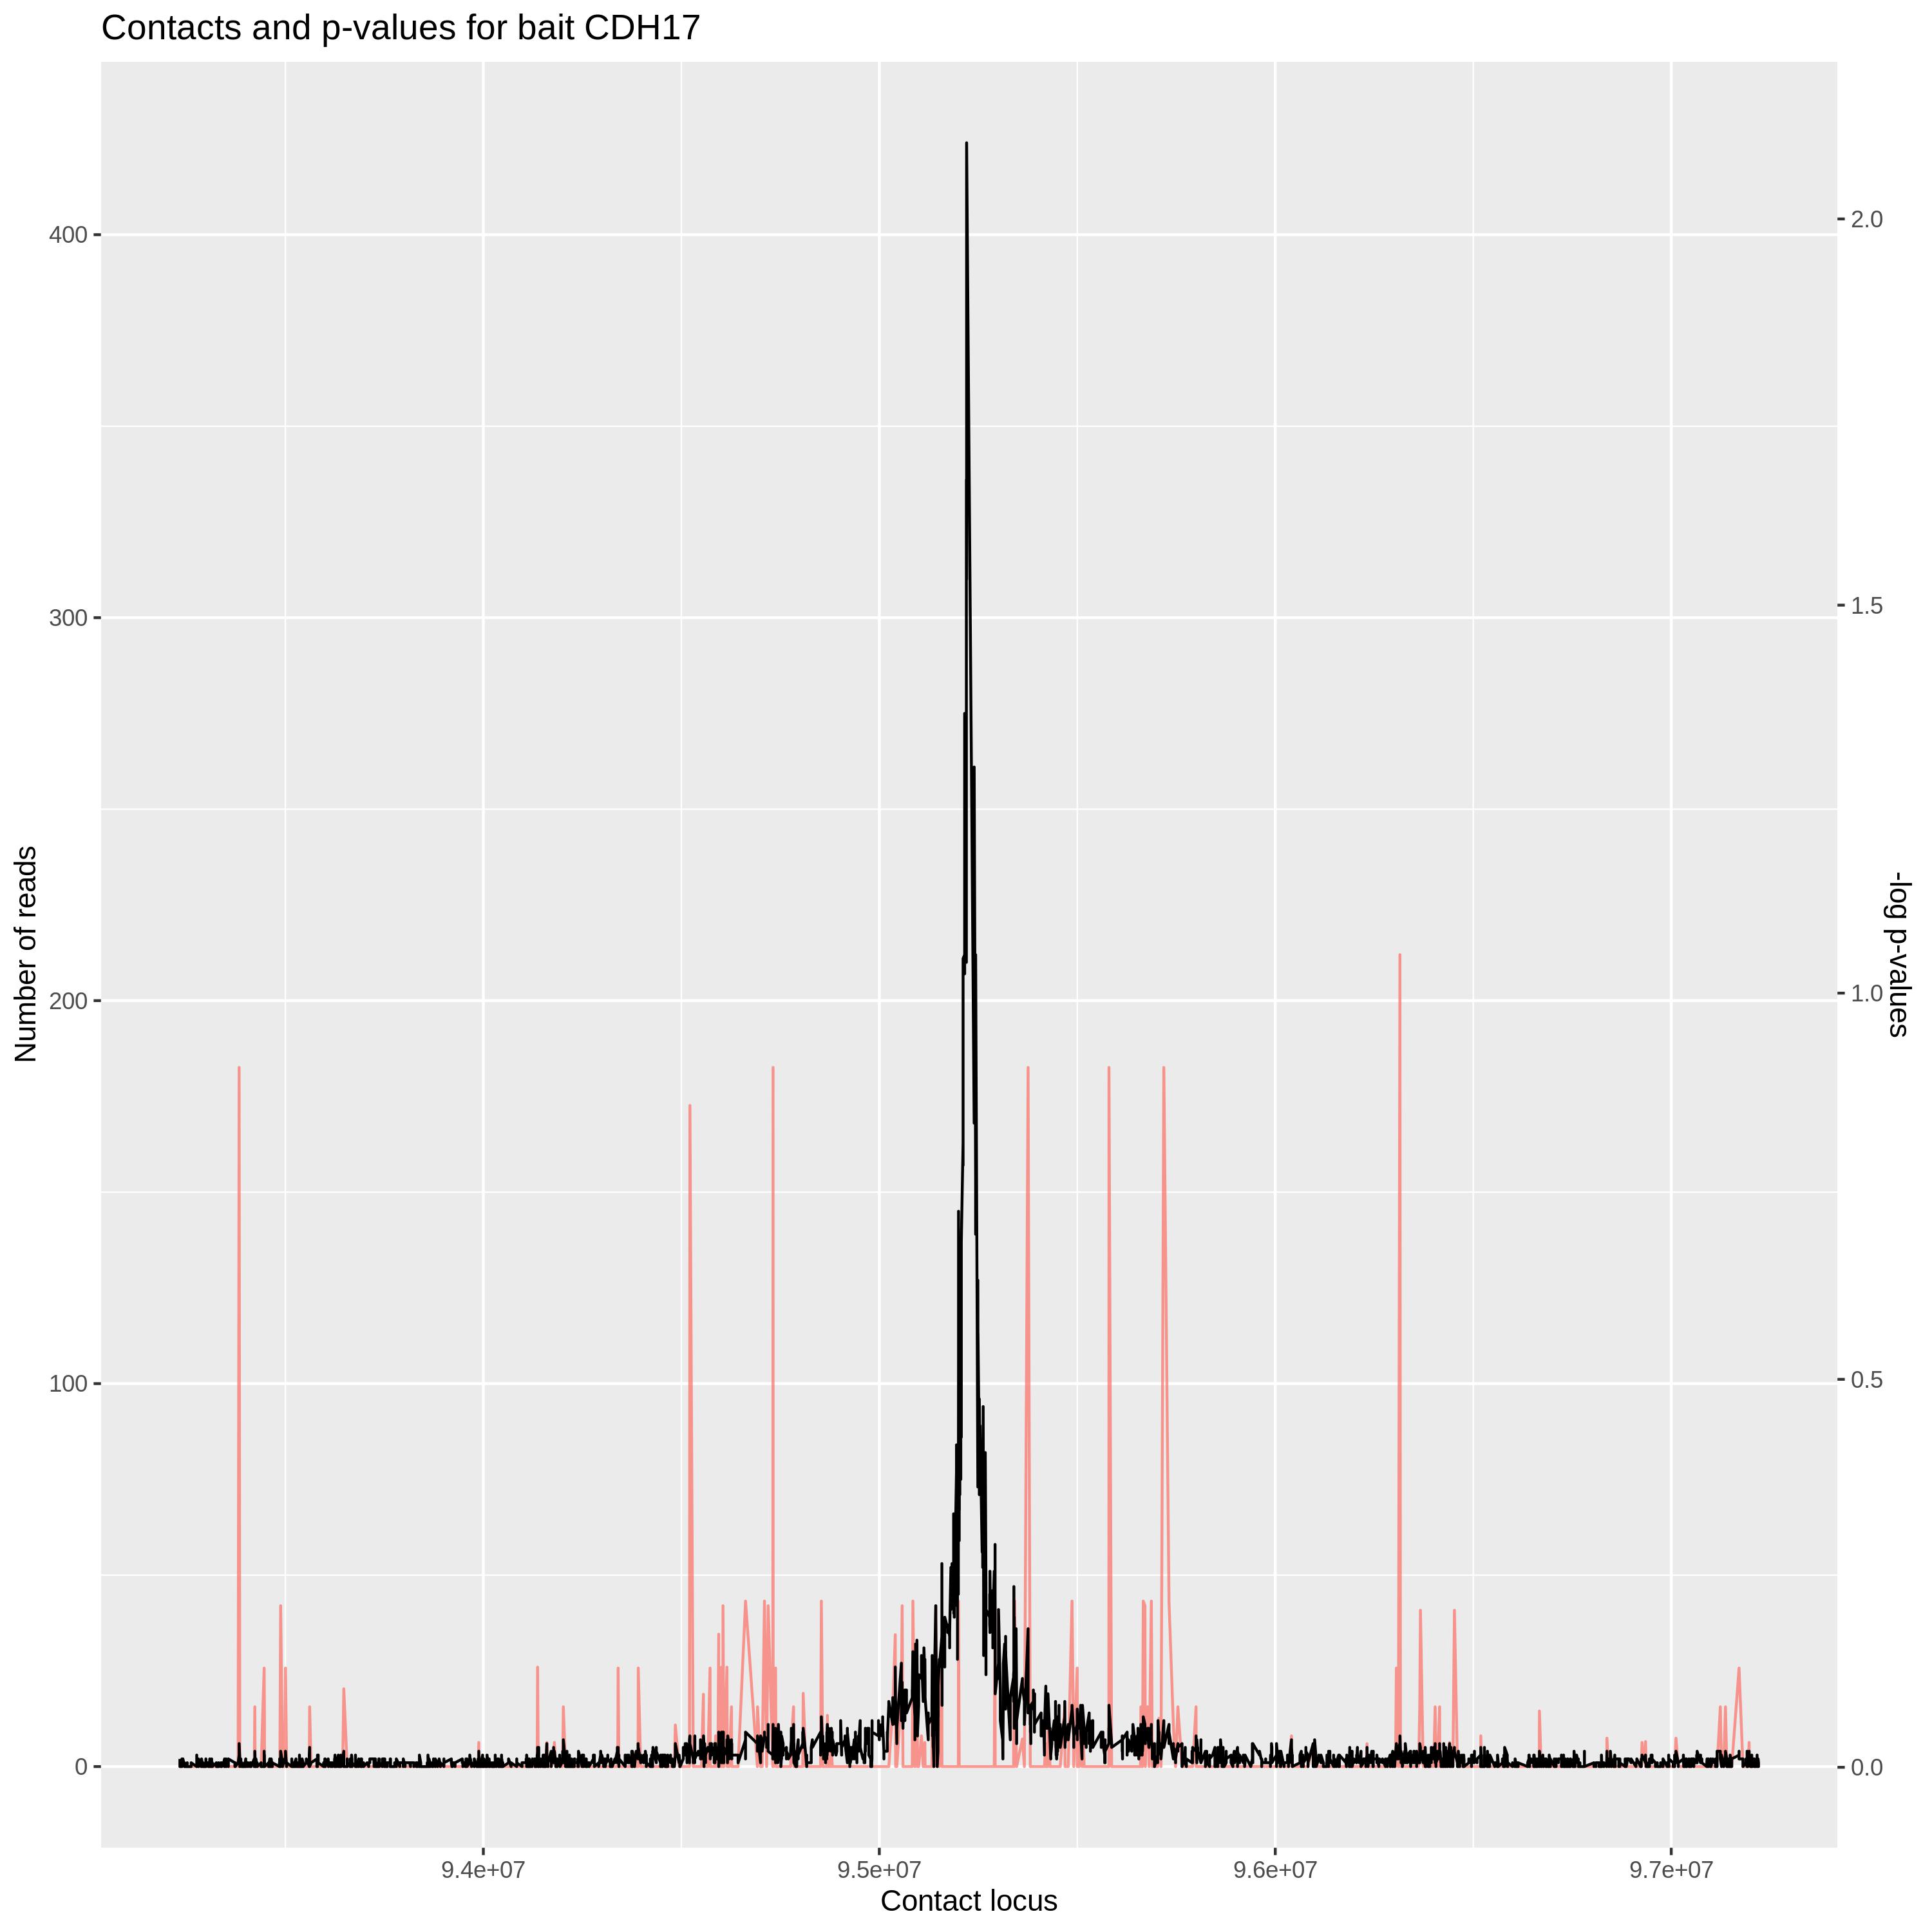 Contacts and p-values for bait CDH17
400
300
200
100
0
Number of reads
2.0
1.5
1.0
0.5
0.0
-log p-values
9.4e+07
9.5e+07
9.6e+07
9.7e+07
Contact locus